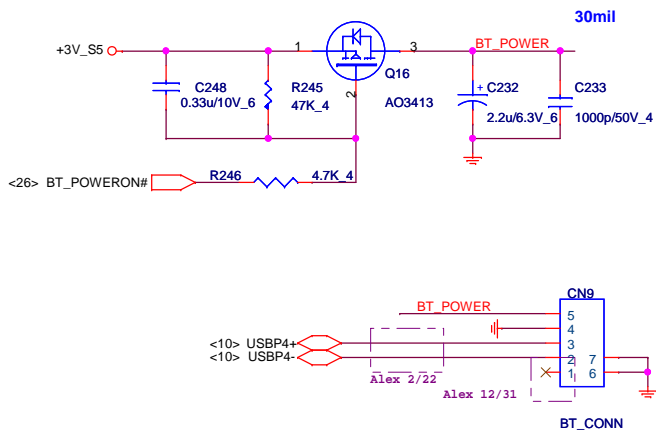 30mil
+3V_S5
1
3
BT_POWER
Q16
C248
0.33u/10V_6
R245
47K_4
2
AO3413
+
C232
2.2u/6.3V_6
C233
1000p/50V_4
<26> BT_POWERON#
R246
4.7K_4
CN9
BT_POWER
5
4
<10> USBP4+
3
<10> USBP4-
2
7
1
6
Alex 2/22
Alex 12/31
BT_CONN